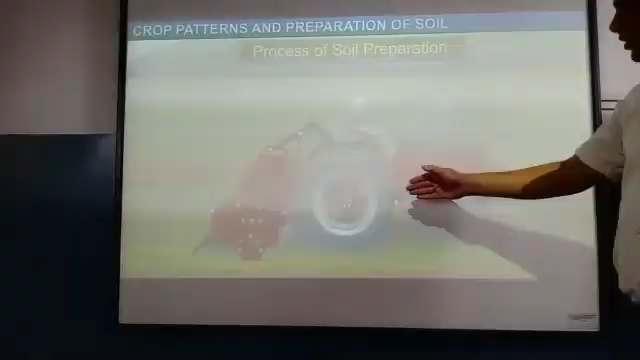 CROP PATTERNS AND PREPARATION OF SOIL
Process of Soil Preparation